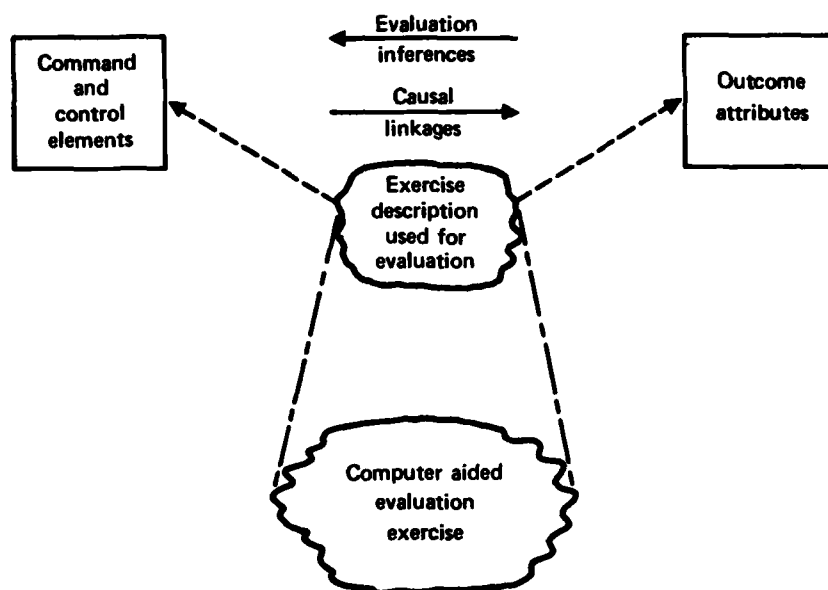 Command
and
control
elements
Evaluation
inferences
Causal
linkages
Outcome
attributes
Exercise
description
used for
evaluation
Computer aided
evaluation
exercise